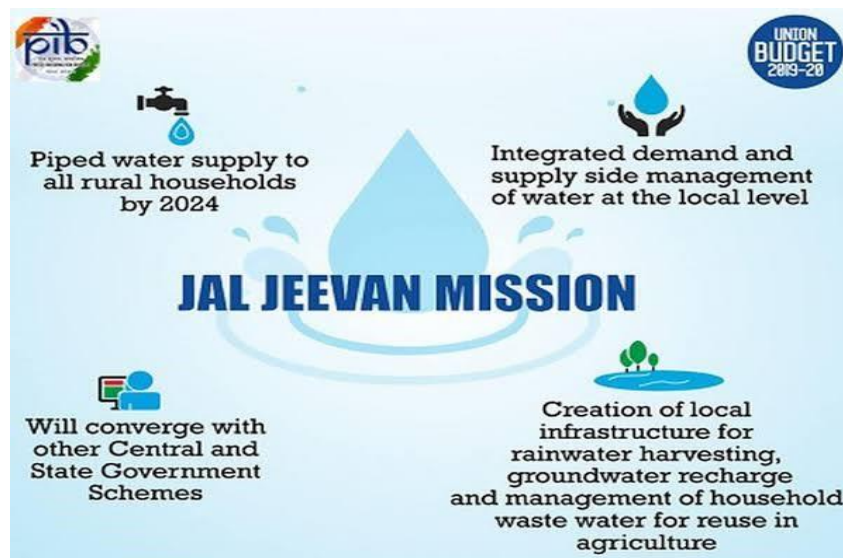 pib
UNION
BUDGET
2019-20
Piped water supply to
all rural households
by 2024
Integrated demand and
supply side management
of water at the local level
JAL JEEVAN MISSION
Will converge with
other Central and
State Government
Schemes
Creation of local
infrastructure for
rainwater harvesting,
groundwater recharge
and management of household
waste water for reuse in
agriculture